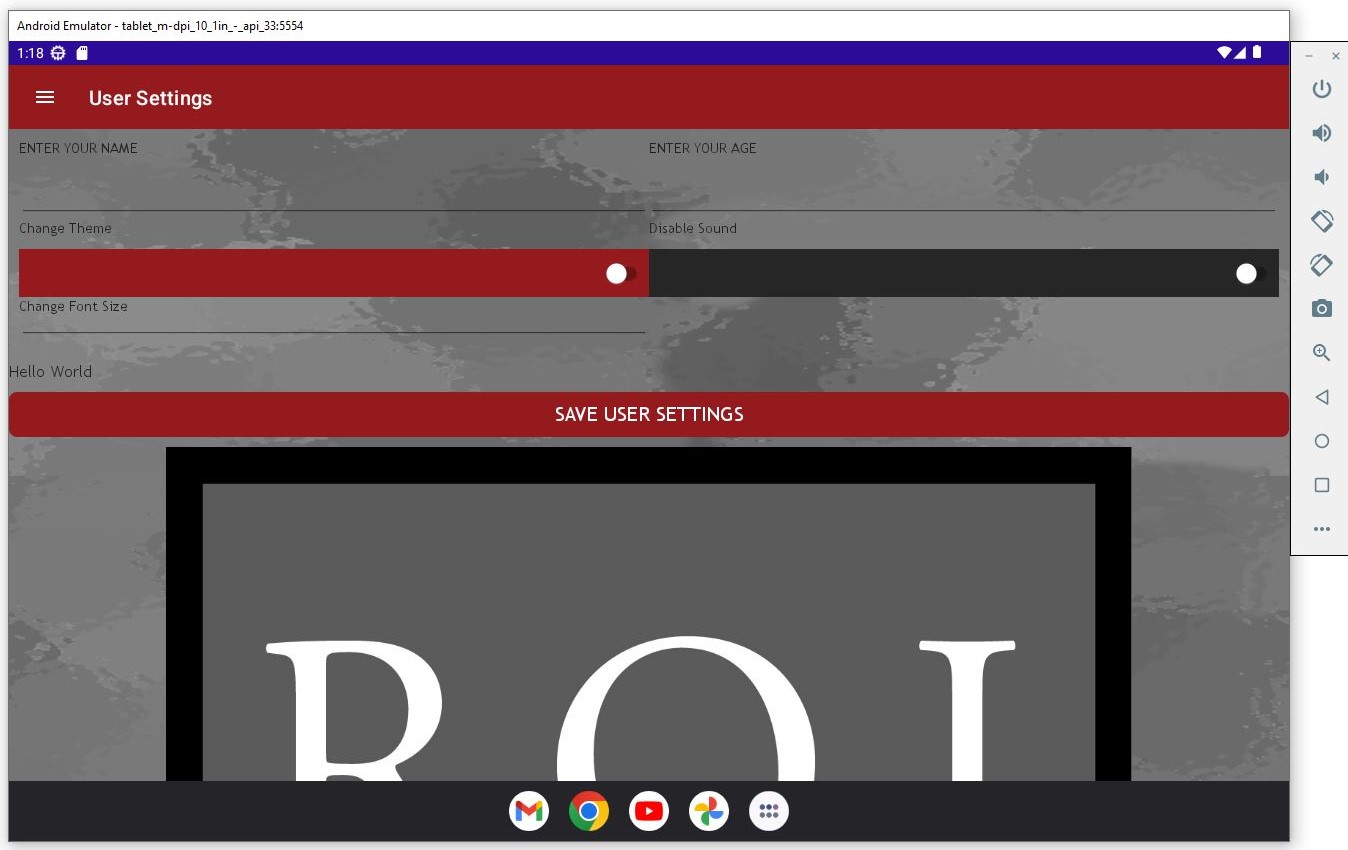 Android Emulator - tablet_m-dpi_10_1in_-_api_33:5554
1:18
User Settings
ENTER YOUR NAME
ENTER YOUR AGE
Change Theme
Disable Sound
Change Font Size
Hello World
SAVE USER SETTINGS